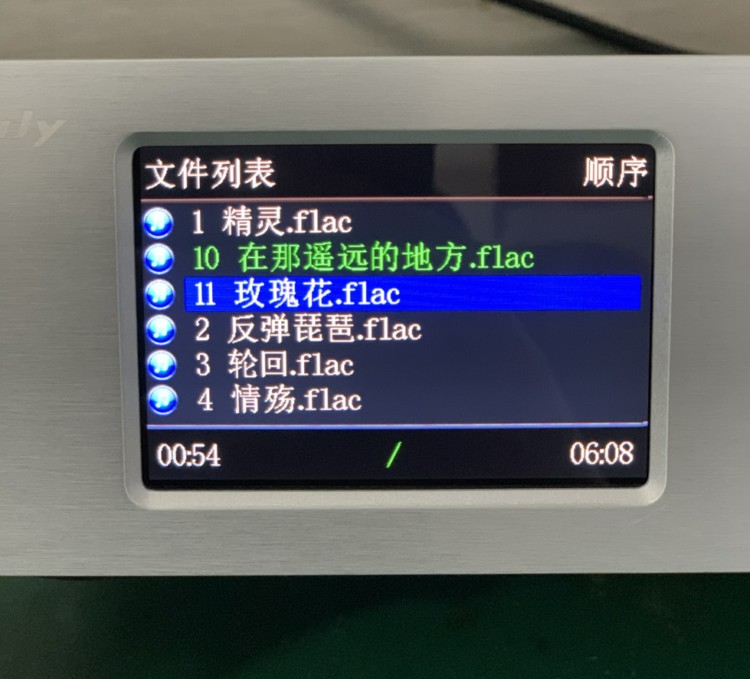 文件列表 顺序
1 精灵.flac
10 在那遥远的地方.flac
11 玫瑰花.flac
2 反弹琵琶.flac
3 轮回.flac
4 情殇.flac
00:54 / 06:08